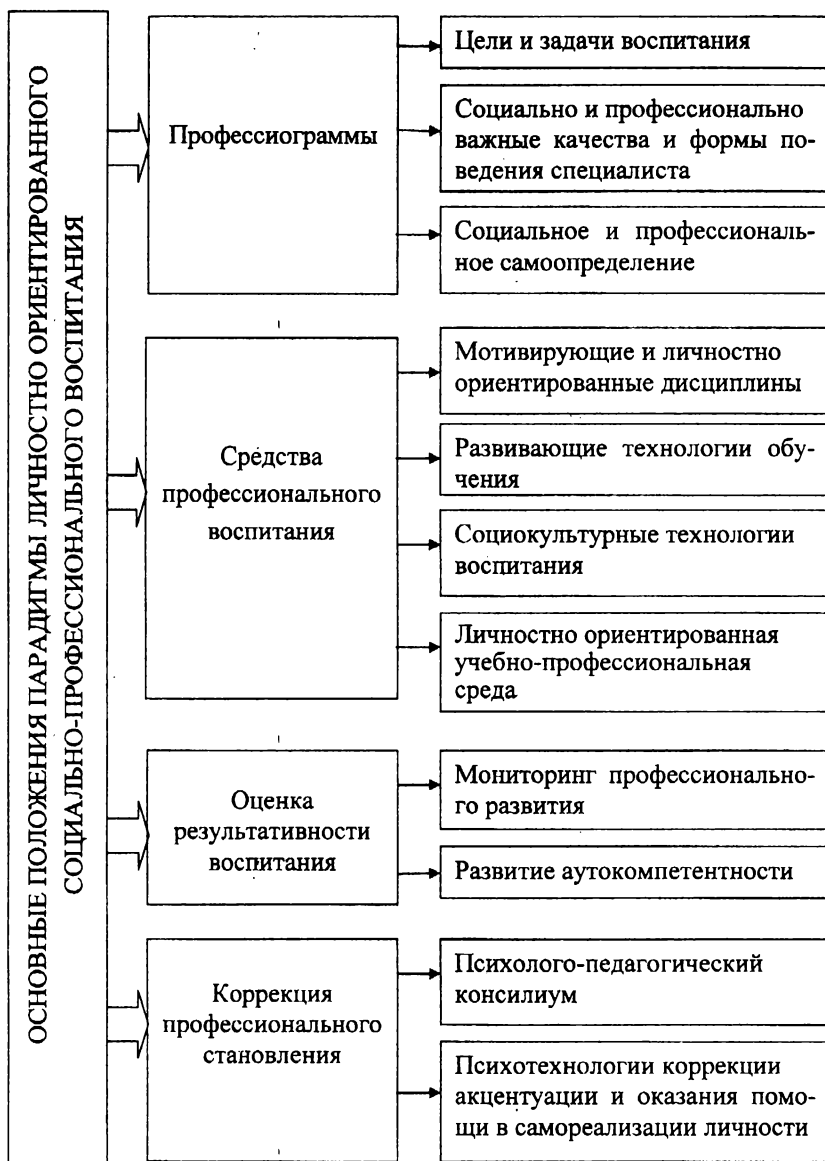 ОСНОВНЫЕ ПОЛОЖЕНИЯ ПАРАДИГМЫ ЛИЧНОСТНО ОРИЕНТИРОВАННОГО
СОЦИАЛЬНО-ПРОФЕССИОНАЛЬНОГО ВОСПИТАНИЯ
Профессиограммы
Цели и задачи воспитания
Социально и профессионально
важные качества и формы по-
ведения специалиста
Социальное и профессиональ-
ное самоопределение
Средства
профессионального
воспитания
Мотивирующие и личностно
ориентированные дисциплины
Развивающие технологии обу-
чения
Социокультурные технологии
воспитания
Личностно ориентированная
учебно-профессиональная
среда
Оценка
результативности
воспитания
Мониторинг профессионально-
го развития
Развитие аутокомпетентности
Коррекция
профессионального
становления
Психолого-педагогический
консилиум
Психотехнологии коррекции
акцентуации и оказания помо-
щи в самореализации личности